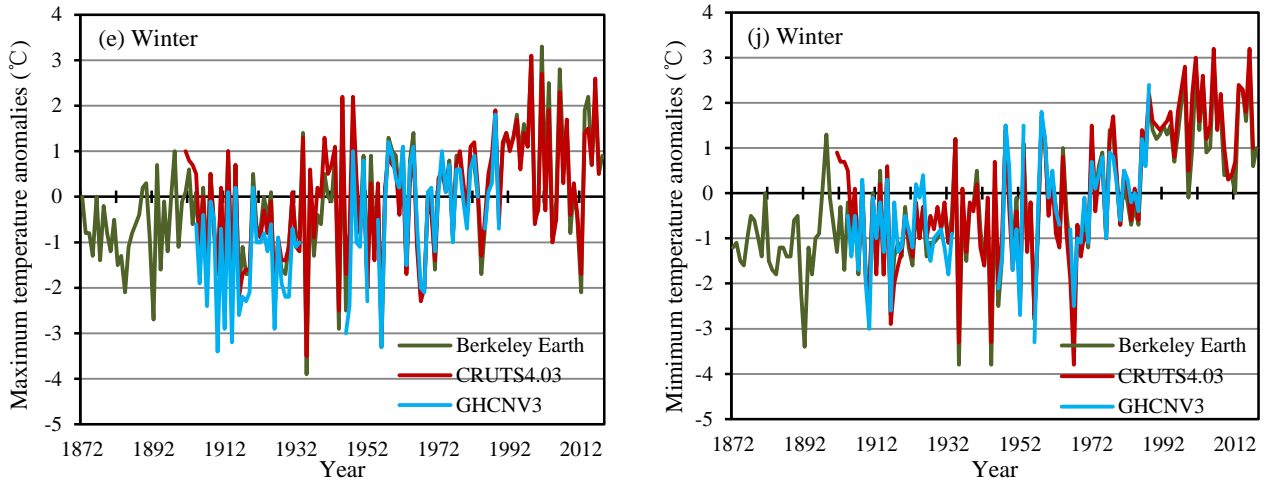 (e) Winter
Maximum temperature anomalies (℃)
4
3
2
1
0
-1
-2
-3
-4
-5
Berkeley Earth
CRUTS4.03
GHCNV3
1872 1892 1912 1932 1952 1972 1992 2012
Year
(j) Winter
Mimimum temperature anomalies (℃)
4
3
2
1
0
-1
-2
-3
-4
-5
Berkeley Earth
CRUTS4.03
GHCNV3
1872 1892 1912 1932 1952 1972 1992 2012
Year